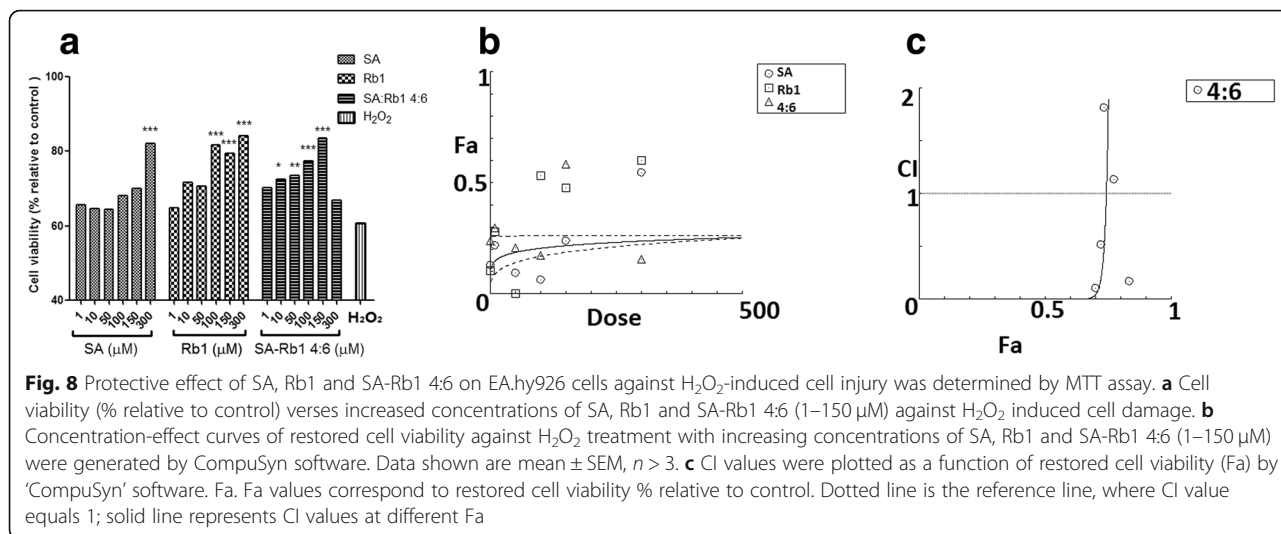 a
100
80
60
40
Cell viability (% relative to control )
SA
Rb1
SA:Rb1 4:6
H₂O₂
***
*** *** ***
* ** *** ***
1 10 50 100 150 300
1 10 50 100 150 300
1 10 50 100 150 300
H₂O₂
SA (μM)
Rb1 (μM)
SA-Rb1 4:6 (μM)
b
1
Fa
0.5
0
0
500
Dose
SA
Rb1
4:6
c
2
CI
1
0
0
0.5
1
Fa
4:6
Fig. 8 Protective effect of SA, Rb1 and SA-Rb1 4:6 on EA.hy926 cells against H₂O₂-induced cell injury was determined by MTT assay. a Cell
viability (% relative to control) verses increased concentrations of SA, Rb1 and SA-Rb1 4:6 (1–150 μM) against H₂O₂ induced cell damage. b
Concentration-effect curves of restored cell viability against H₂O₂ treatment with increasing concentrations of SA, Rb1 and SA-Rb1 4:6 (1–150 μM)
were generated by CompuSyn software. Data shown are mean ± SEM, n > 3. c CI values were plotted as a function of restored cell viability (Fa) by
‘CompuSyn’ software. Fa. Fa values correspond to restored cell viability % relative to control. Dotted line is the reference line, where CI value
equals 1; solid line represents CI values at different Fa